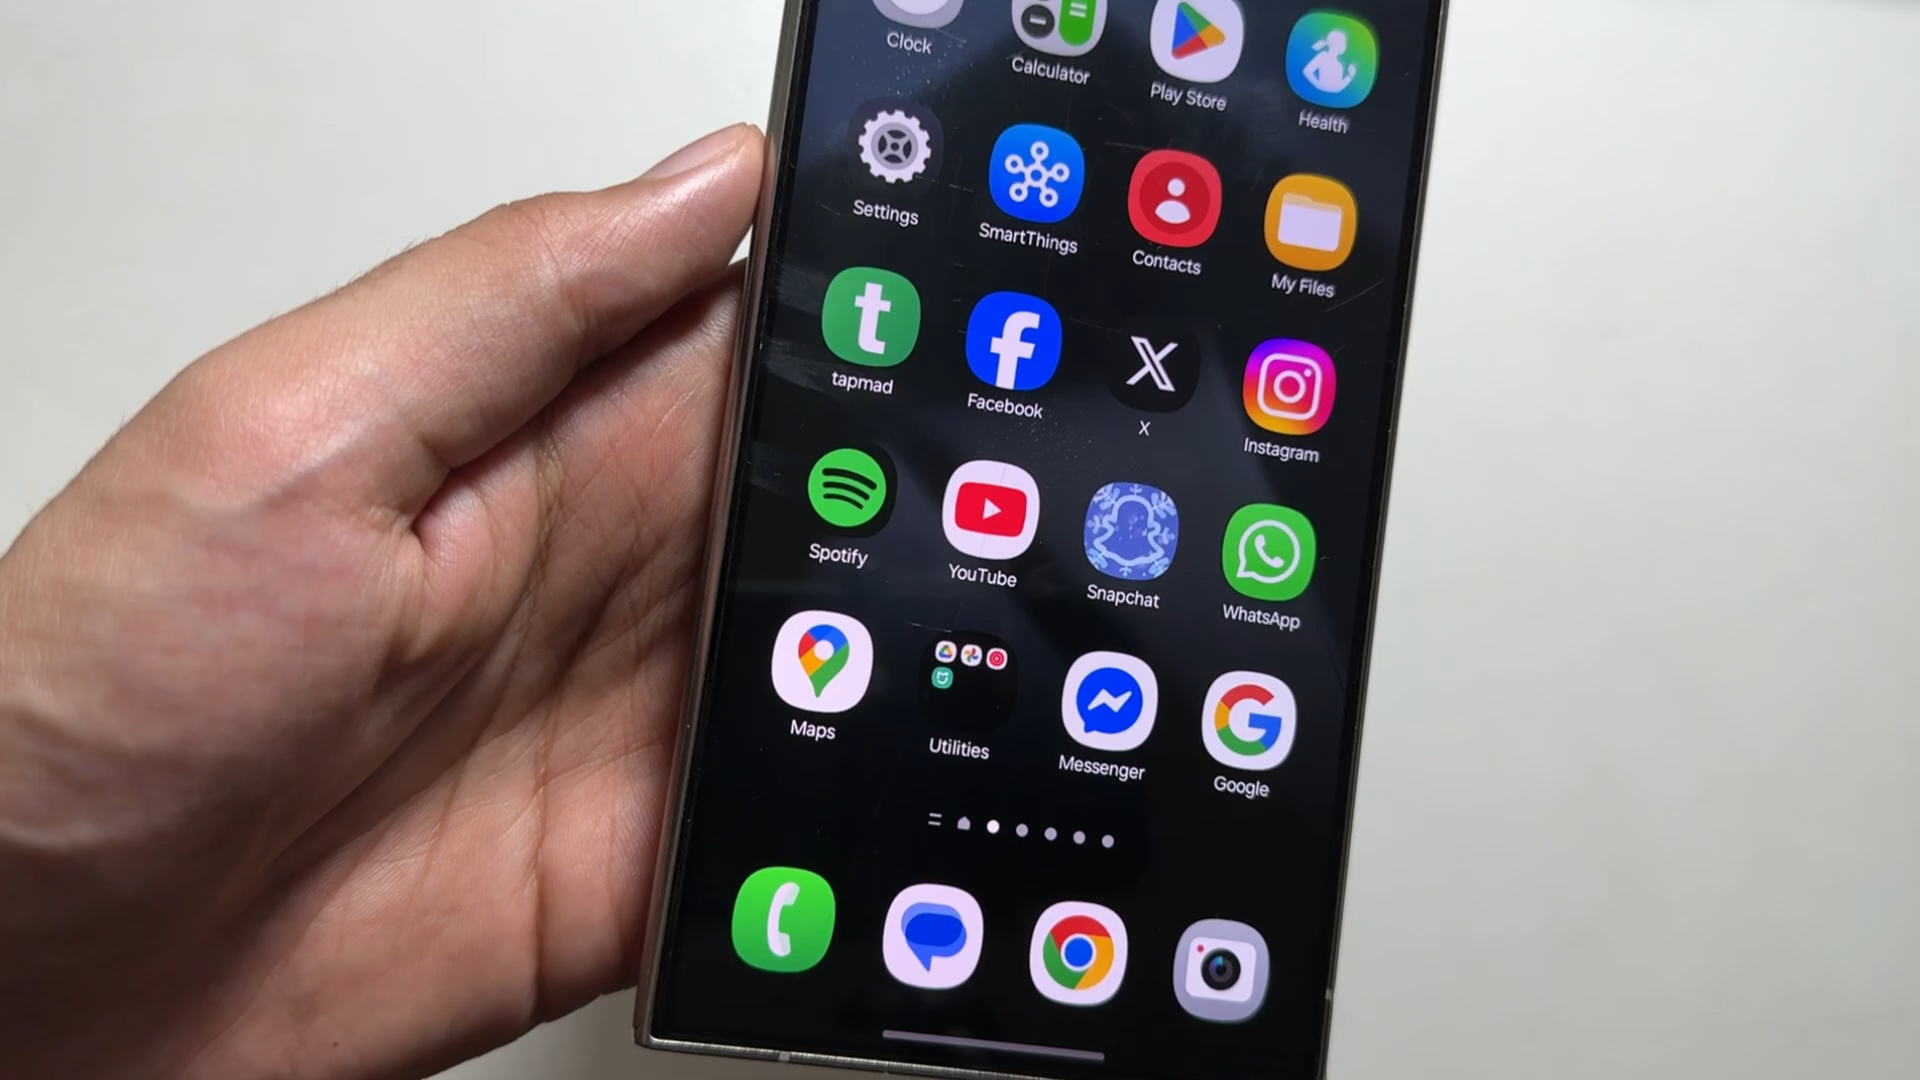 Clock Calculator Play Store Health
Settings SmartThings Contacts My Files
t f X
tapmad Facebook X Instagram
Spotify YouTube Snapchat WhatsApp
G
Maps Utilities Messenger Google